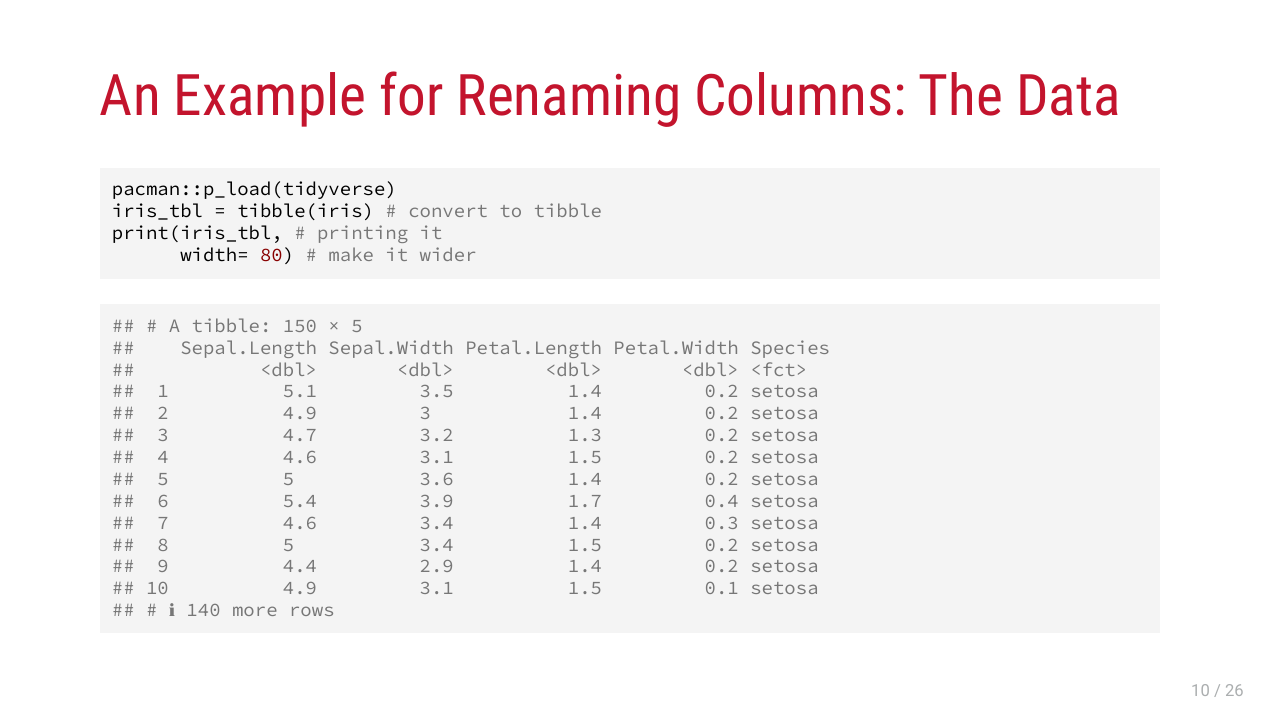 An Example for Renaming Columns: The Data
pacman::p_load(tidyverse)
iris_tbl = tibble(iris) # convert to tibble
print(iris_tbl, # printing it
      width= 80) # make it wider
## # A tibble: 150 × 5
##    Sepal.Length Sepal.Width Petal.Length Petal.Width Species
##           <dbl>       <dbl>        <dbl>       <dbl> <fct>
##  1          5.1         3.5          1.4         0.2 setosa
##  2          4.9         3            1.4         0.2 setosa
##  3          4.7         3.2          1.3         0.2 setosa
##  4          4.6         3.1          1.5         0.2 setosa
##  5          5           3.6          1.4         0.2 setosa
##  6          5.4         3.9          1.7         0.4 setosa
##  7          4.6         3.4          1.4         0.3 setosa
##  8          5           3.4          1.5         0.2 setosa
##  9          4.4         2.9          1.4         0.2 setosa
## 10          4.9         3.1          1.5         0.1 setosa
## # ℹ 140 more rows
10 / 26